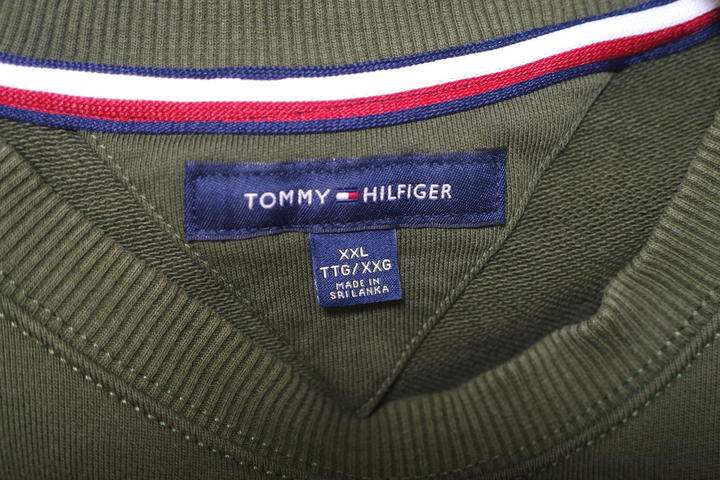 TOMMY HILFIGER
XXL
TTG/XXG
MADE IN
SRI LANKA